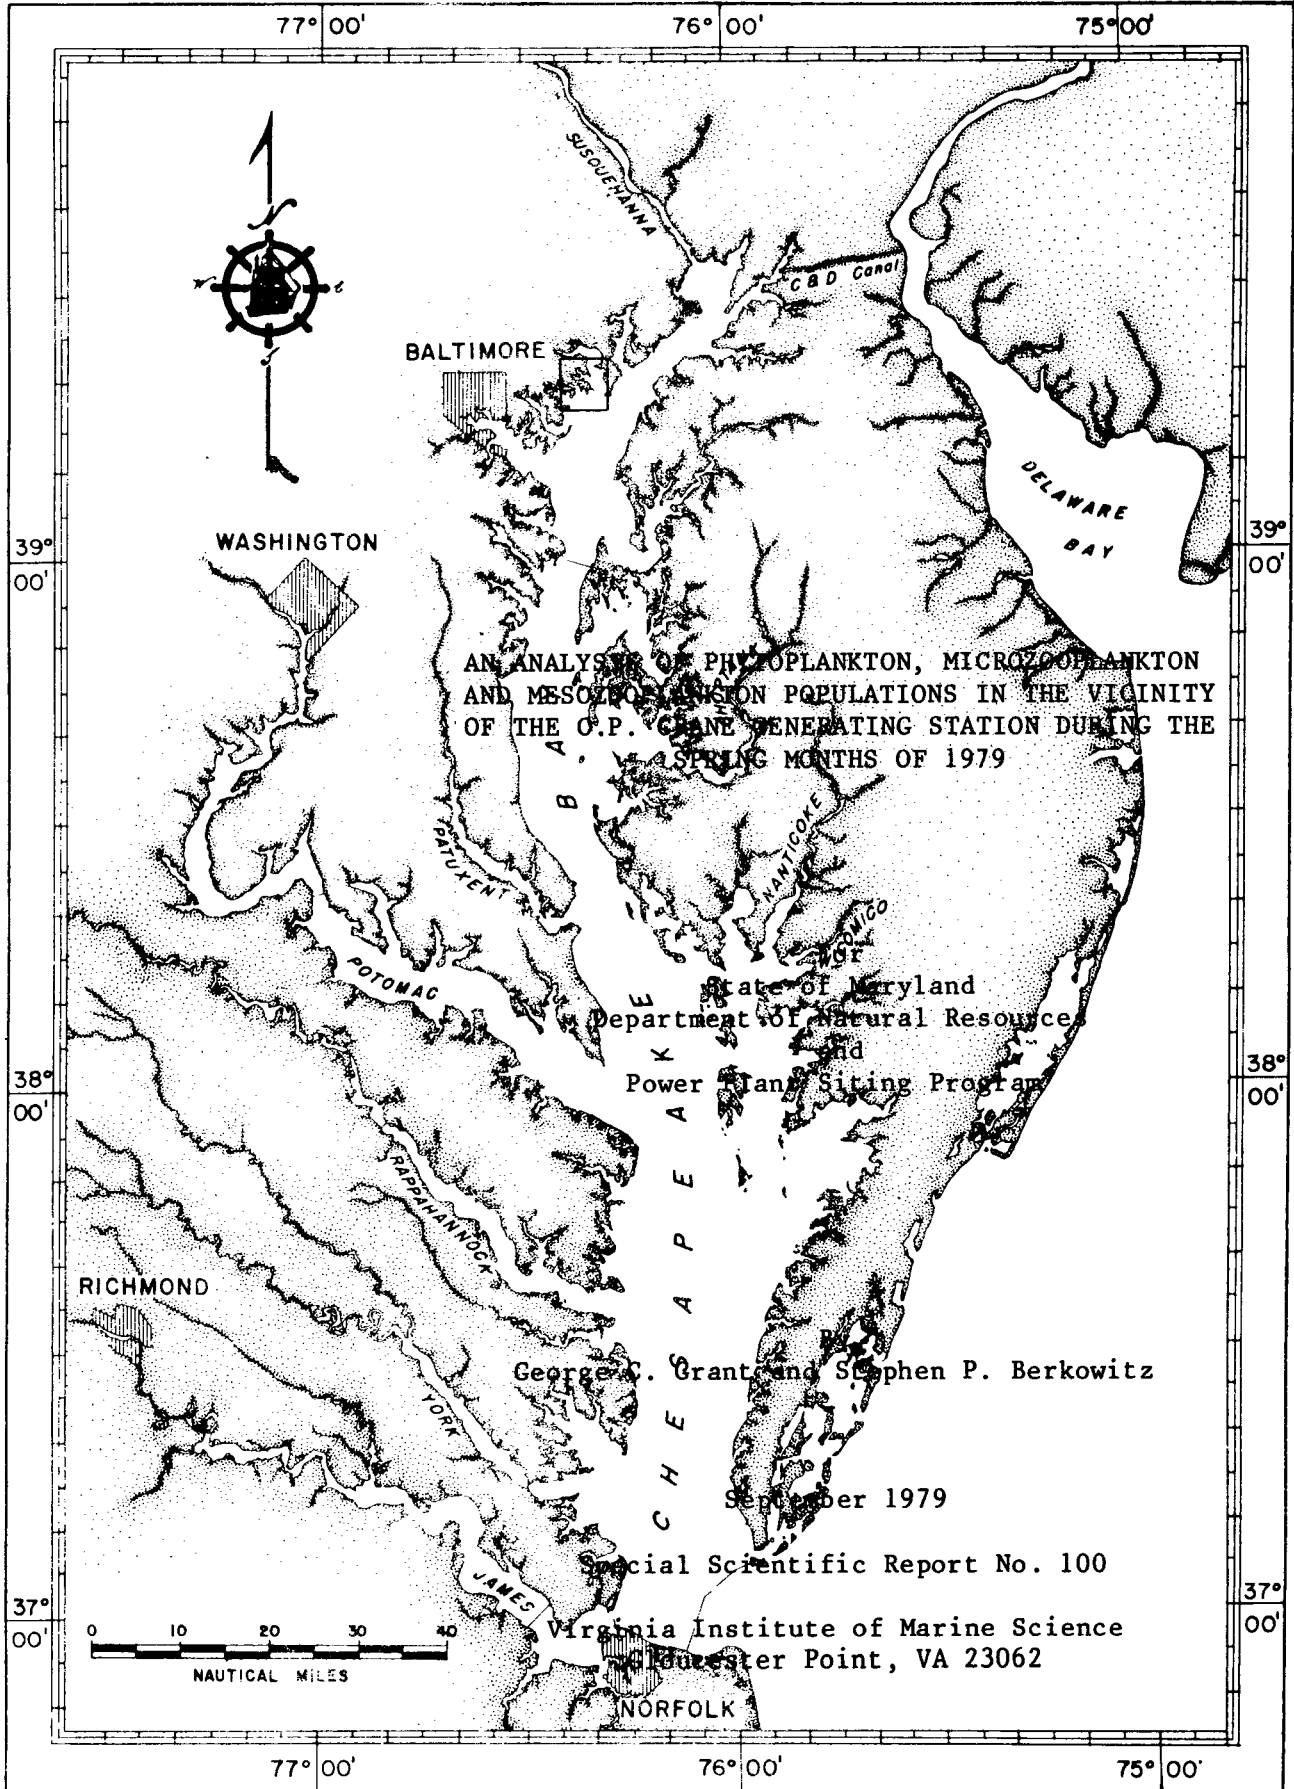 77°00' 76°00' 75°00'
SUSQUEHANNA
N
C & D Canal
W E
BALTIMORE
S
DELAWARE
BAY
39°
00'
WASHINGTON
39°
00'
AN ANALYSIS OF PHYTOPLANKTON, MICROZOOPLANKTON
AND MESOZOOPLANKTON POPULATIONS IN THE VICINITY
OF THE O.P. CRANE GENERATING STATION DURING THE
SPRING MONTHS OF 1979
PATUXENT
NANTICOKE
POTOMAC
for
State of Maryland
Department of Natural Resources
and
Power Plant Siting Program
38°
00'
38°
00'
CHESAPEAKE BAY
RAPPAHANNOCK
RICHMOND
By
George C. Grant and Stephen P. Berkowitz
YORK
September 1979
Special Scientific Report No. 100
JAMES
37°
00'
37°
00'
Virginia Institute of Marine Science
Gloucester Point, VA 23062
0 10 20 30 40
NAUTICAL MILES
NORFOLK
77°00' 76°00' 75°00'